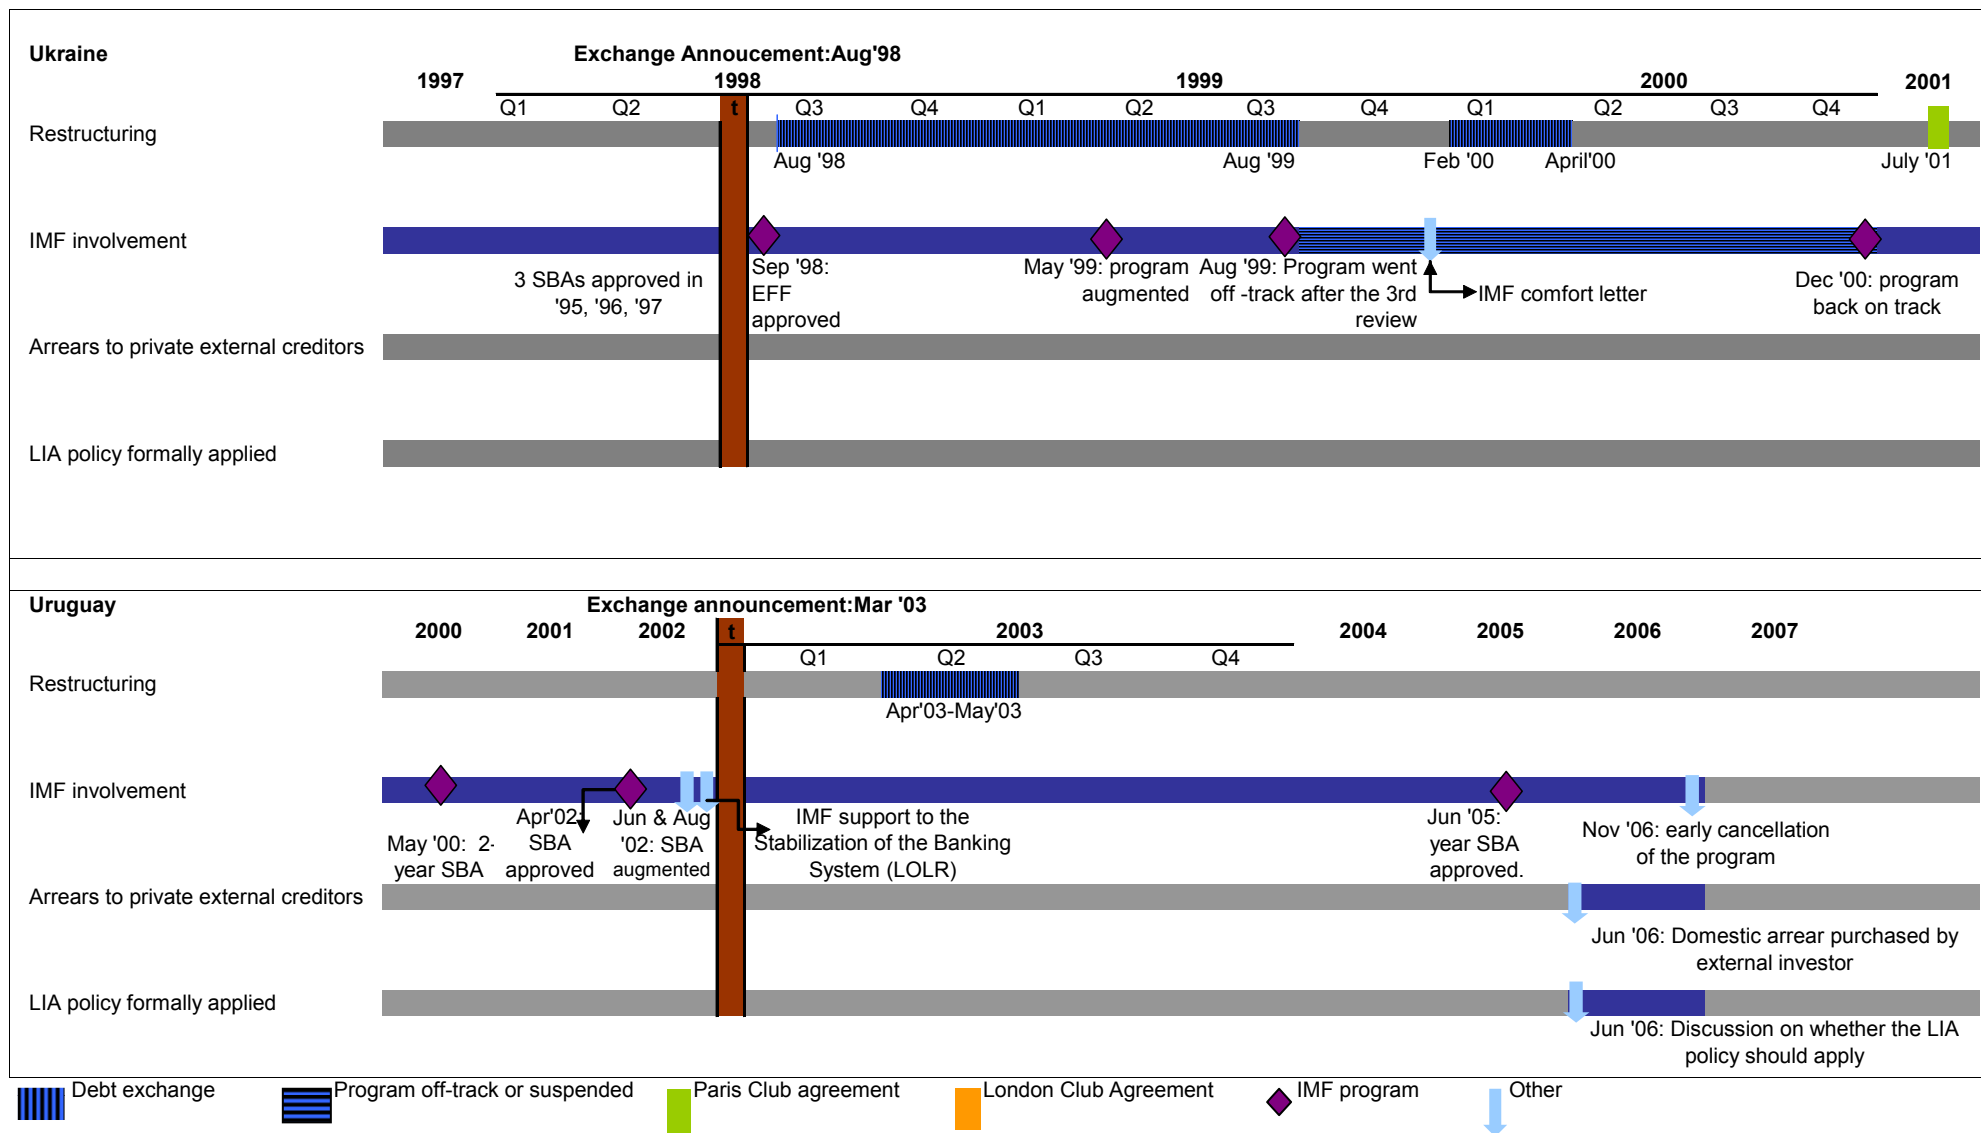 Ukraine
Exchange Annoucement:Aug'98
1997 1998 1999 2000 2001
Q1 Q2 t Q3 Q4 Q1 Q2 Q3 Q4 Q1 Q2 Q3 Q4
Restructuring
Aug '98 Aug '99 Feb '00 April'00 July '01
IMF involvement
3 SBAs approved in
'95, '96, '97
Sep '98:
EFF
approved
May '99: program
augmented
Aug '99: Program went
off -track after the 3rd
review
IMF comfort letter
Dec '00: program
back on track
Arrears to private external creditors
LIA policy formally applied
Uruguay
Exchange announcement:Mar '03
2000 2001 2002 t 2003 2004 2005 2006 2007
Q1 Q2 Q3 Q4
Restructuring
Apr'03-May'03
IMF involvement
May '00: 2-
year SBA
Apr'02:
SBA
approved
Jun & Aug
'02: SBA
augmented
IMF support to the
Stabilization of the Banking
System (LOLR)
Jun '05:
year SBA
approved.
Nov '06: early cancellation
of the program
Arrears to private external creditors
Jun '06: Domestic arrear purchased by
external investor
LIA policy formally applied
Jun '06: Discussion on whether the LIA
policy should apply
Debt exchange
Program off-track or suspended
Paris Club agreement
London Club Agreement
IMF program
Other